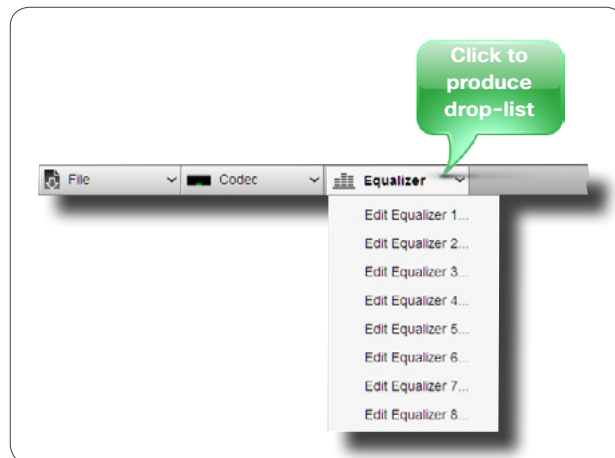 Click to
produce
drop-list
File
Codec
Equalizer
Edit Equalizer 1...
Edit Equalizer 2...
Edit Equalizer 3...
Edit Equalizer 4...
Edit Equalizer 5...
Edit Equalizer 6...
Edit Equalizer 7...
Edit Equalizer 8...